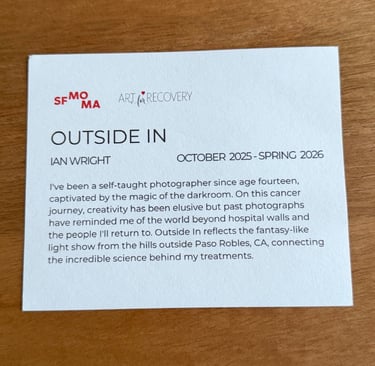 SFMOMA ART for RECOVERY
OUTSIDE IN
IAN WRIGHT OCTOBER 2025 - SPRING 2026
I've been a self-taught photographer since age fourteen,
captivated by the magic of the darkroom. On this cancer
journey, creativity has been elusive but past photographs
have reminded me of the world beyond hospital walls and
the people I'll return to. Outside In reflects the fantasy-like
light show from the hills outside Paso Robles, CA, connecting
the incredible science behind my treatments.